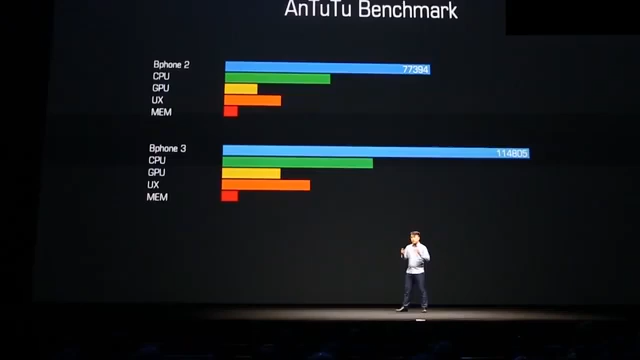 AnTuTu Benchmark
Bphone 2 77394
CPU
GPU
UX
MEM
Bphone 3 114805
CPU
GPU
UX
MEM